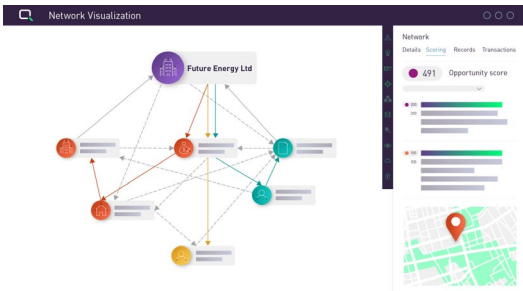 Network Visualization
Network
Details Scoring Records Transactions
491 Opportunity score
Future Energy Ltd